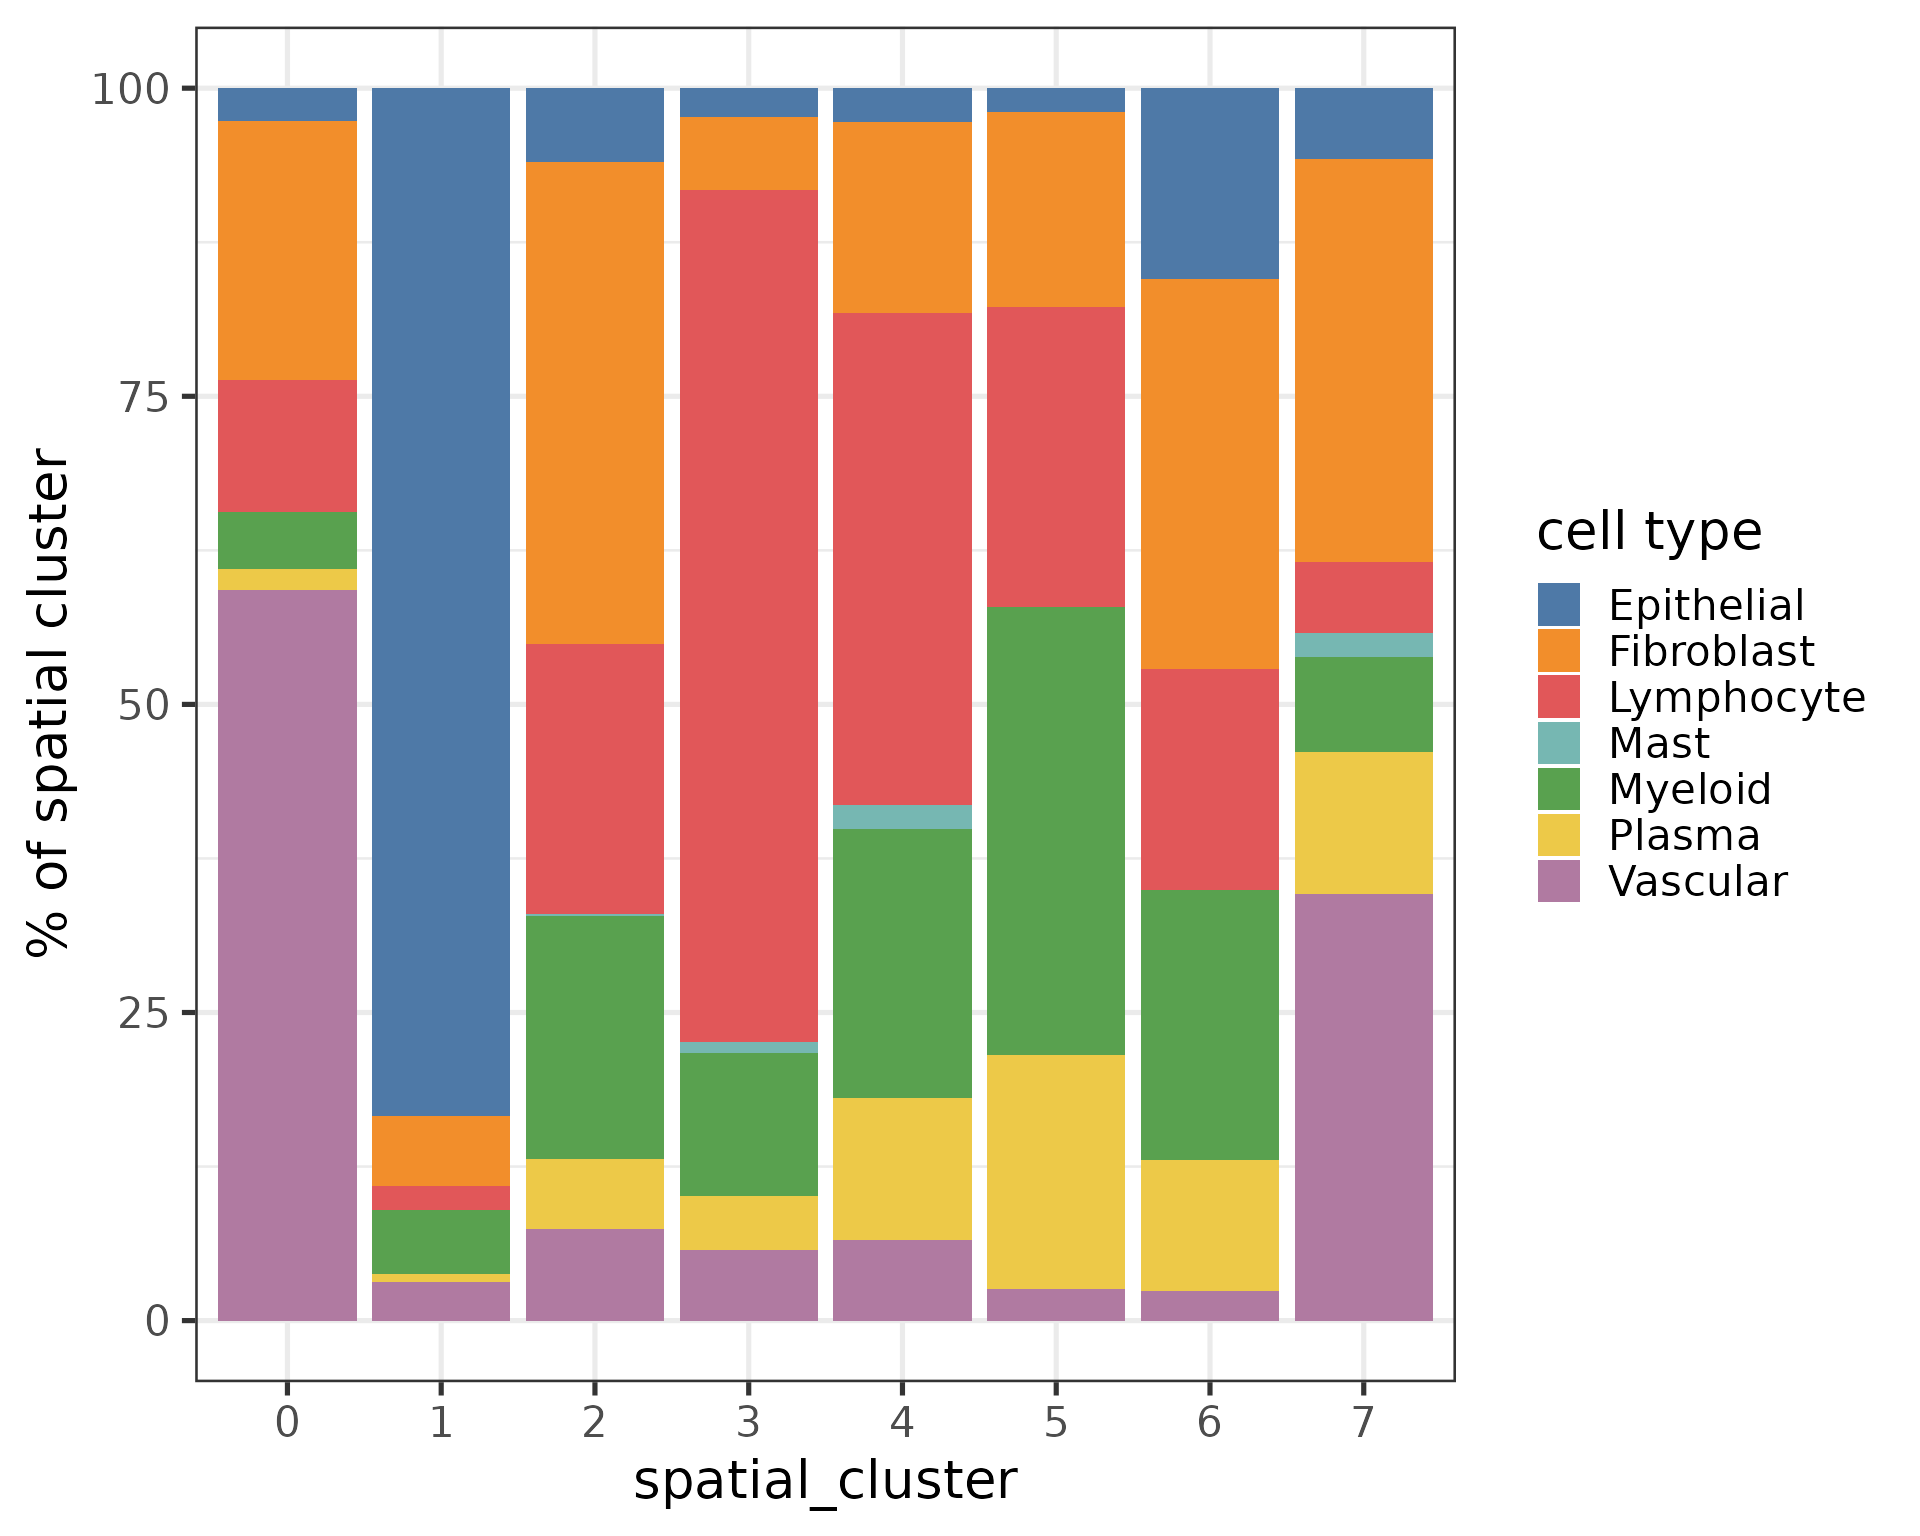 100
75
50
25
0
% of spatial cluster
0 1 2 3 4 5 6 7
spatial_cluster
cell type
Epithelial
Fibroblast
Lymphocyte
Mast
Myeloid
Plasma
Vascular